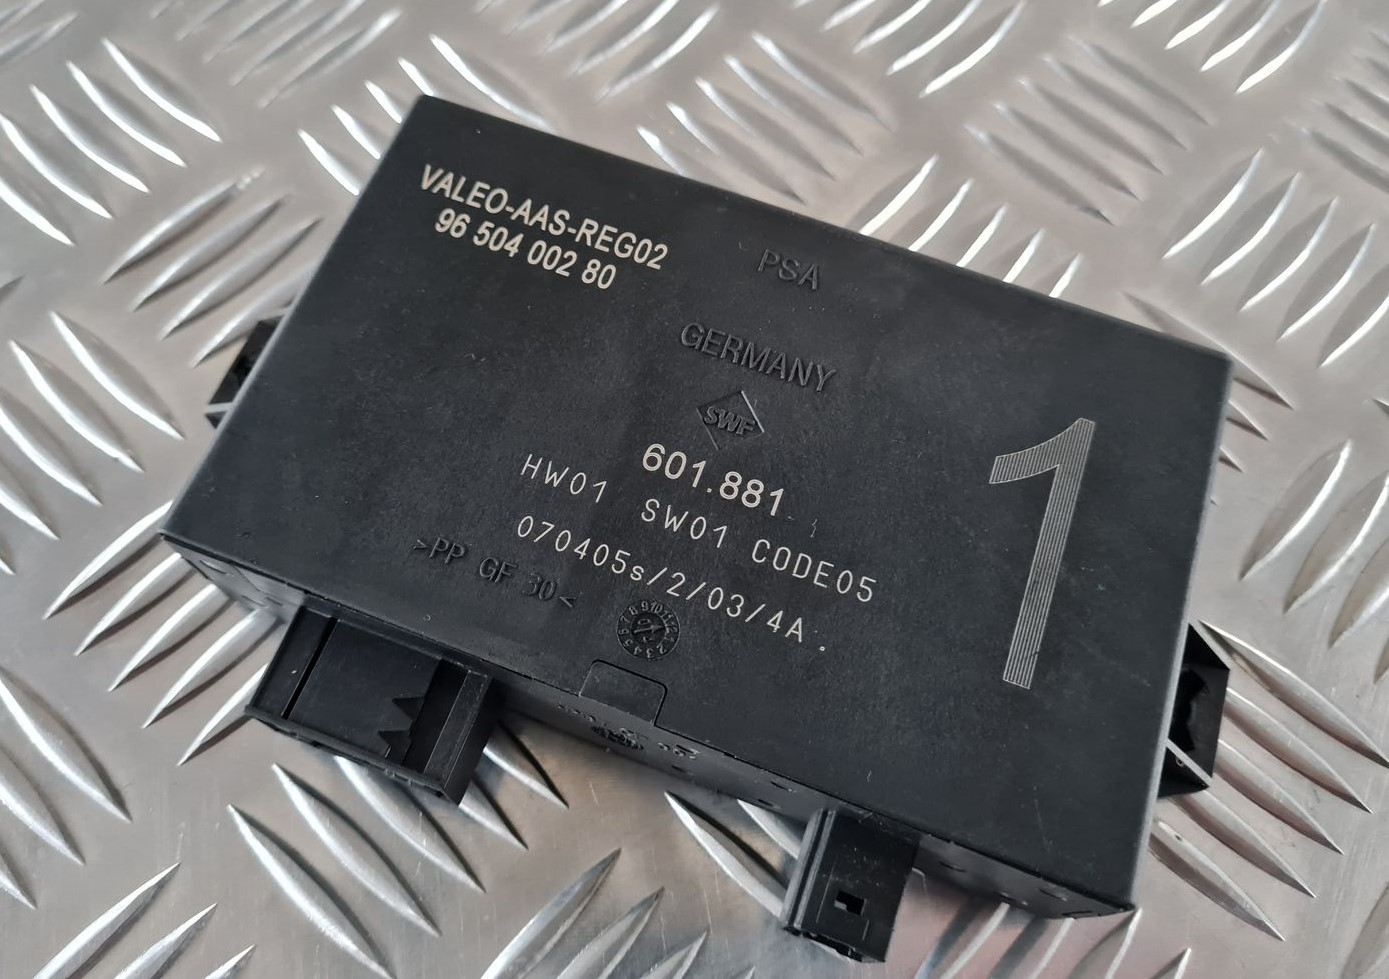 VALEO-AAS-REG02
96 504 002 80
PSA
GERMANY
SWF
601.881
HW01 SW01 CODE05
070405s/2/03/4A.
>PP GF 30<
1